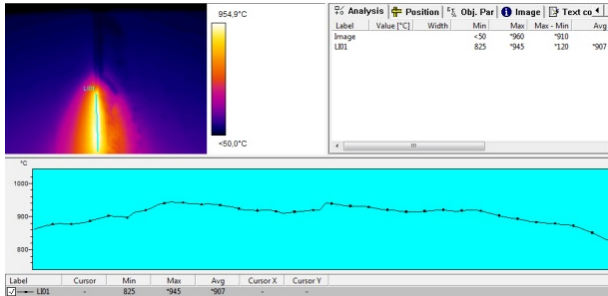 954,9°C
LI01
<50,0°C
Analysis Position Obj. Par Image Text co
Label Value [°C] Width Min Max Max - Min Avg
Image <50 *960 *910
LI01 825 *945 *120 *907
°C
1000
900
800
Label Cursor Min Max Avg Cursor X Cursor Y
LI01 - 825 *945 *907 - -